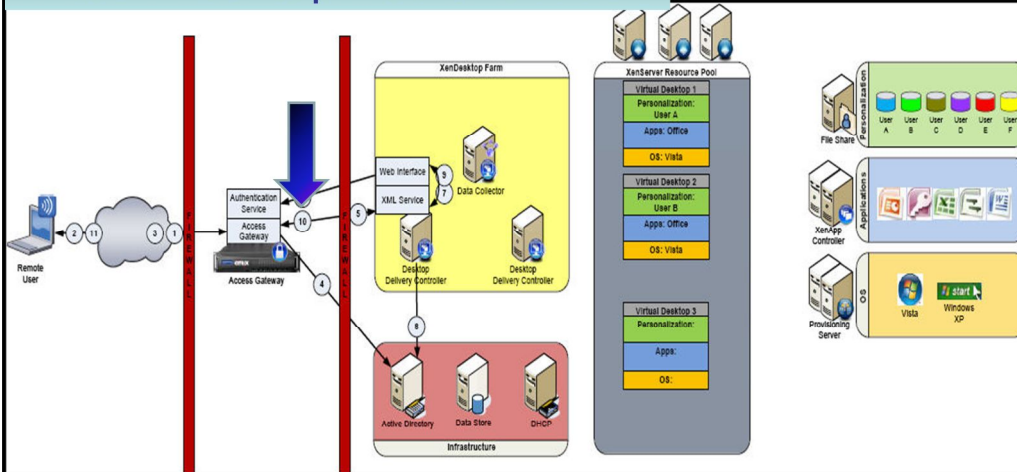 XenDesktop Farm
Web Interface
XML Service
Data Collector
9
7
5
10
Desktop
Delivery Controller
Desktop
Delivery Controller
Authentication
Service
Access
Gateway
Access Gateway
Remote
User
2
11
3
1
FIREWALL
FIREWALL
4
8
Active Directory
Data Store
DHCP
Infrastructure
XenServer Resource Pool
Virtual Desktop 1
Personalization:
User A
Apps: Office
OS: Vista
Virtual Desktop 2
Personalization:
User B
Apps: Office
OS: Vista
Virtual Desktop 3
Personalization:
Apps:
OS:
File Share
Personalization
User
A
User
B
User
C
User
D
User
E
User
F
XenApp
Controller
Applications
Provisioning
Server
OS
Vista
start
Windows
XP